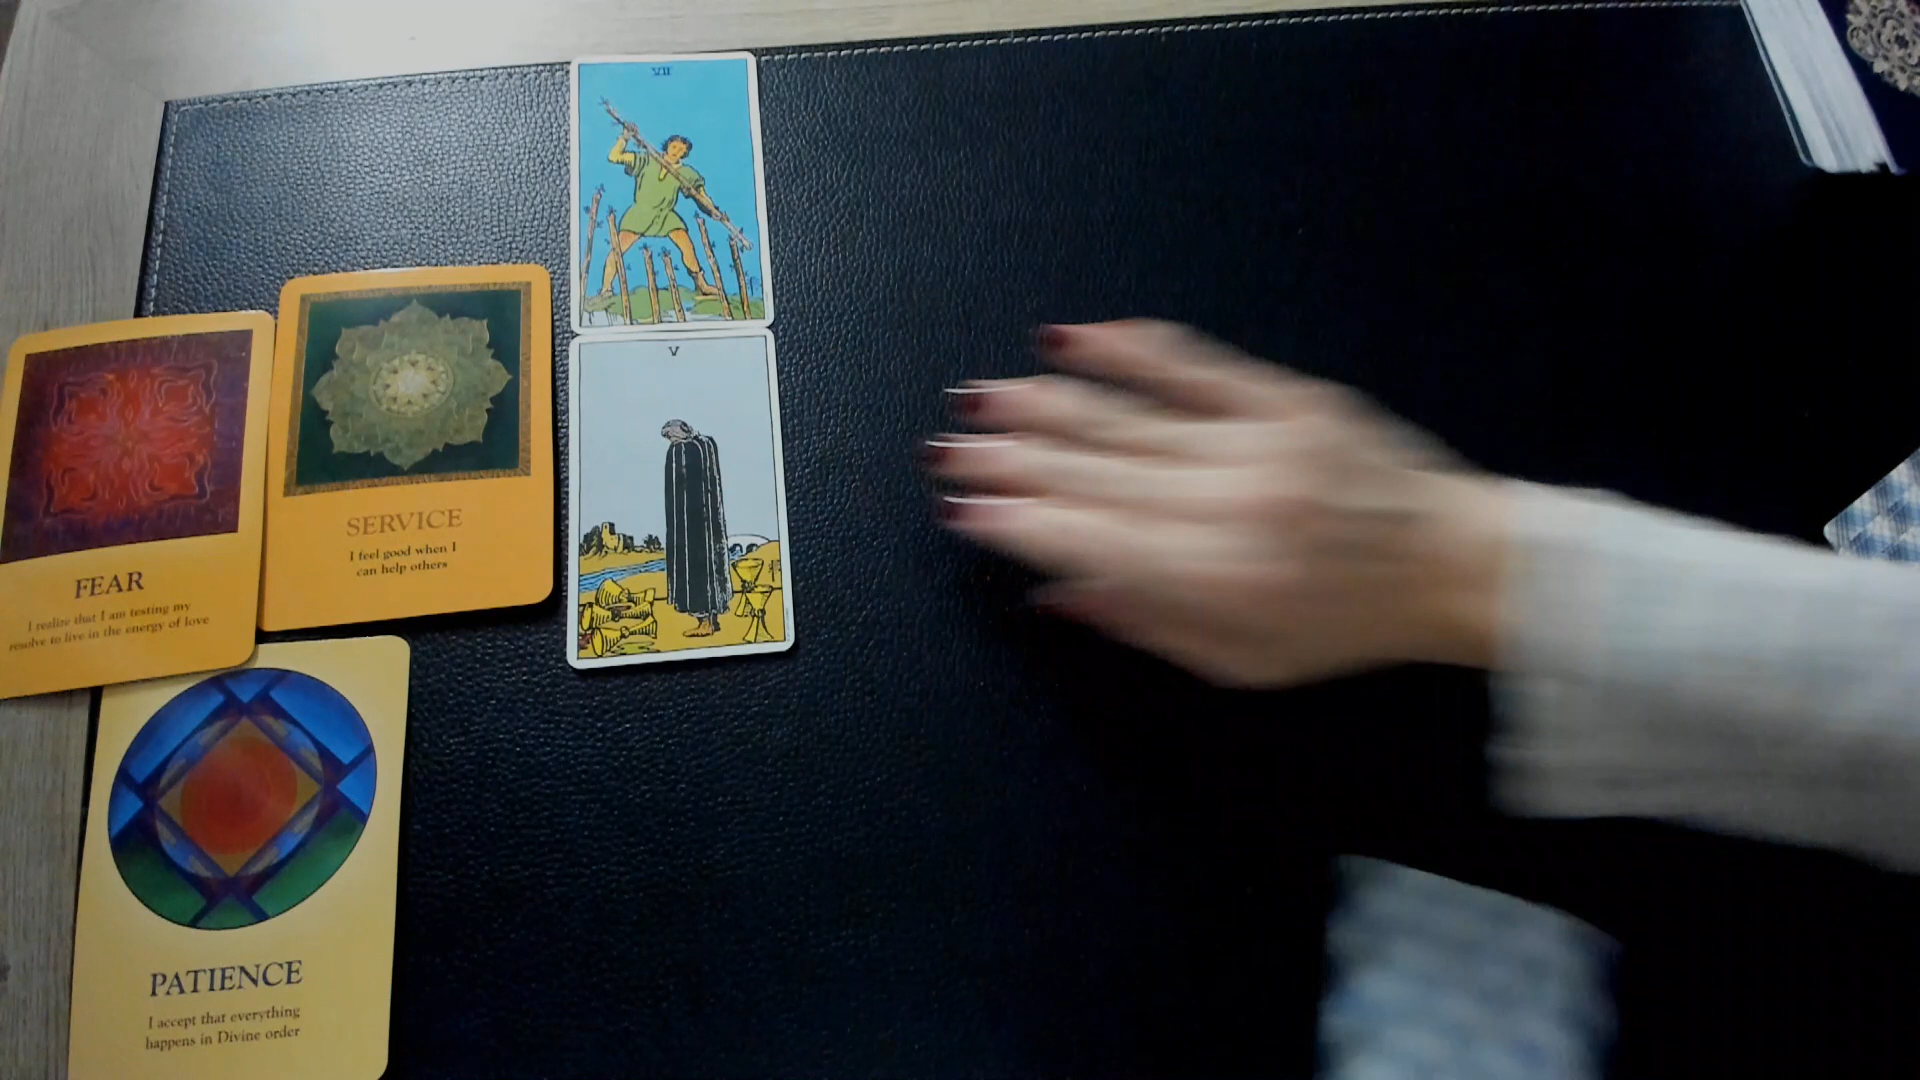 VII
V
SERVICE
I feel good when I
can help others
FEAR
I realize that I am testing my
resolve to live in the energy of love
PATIENCE
I accept that everything
happens in Divine order